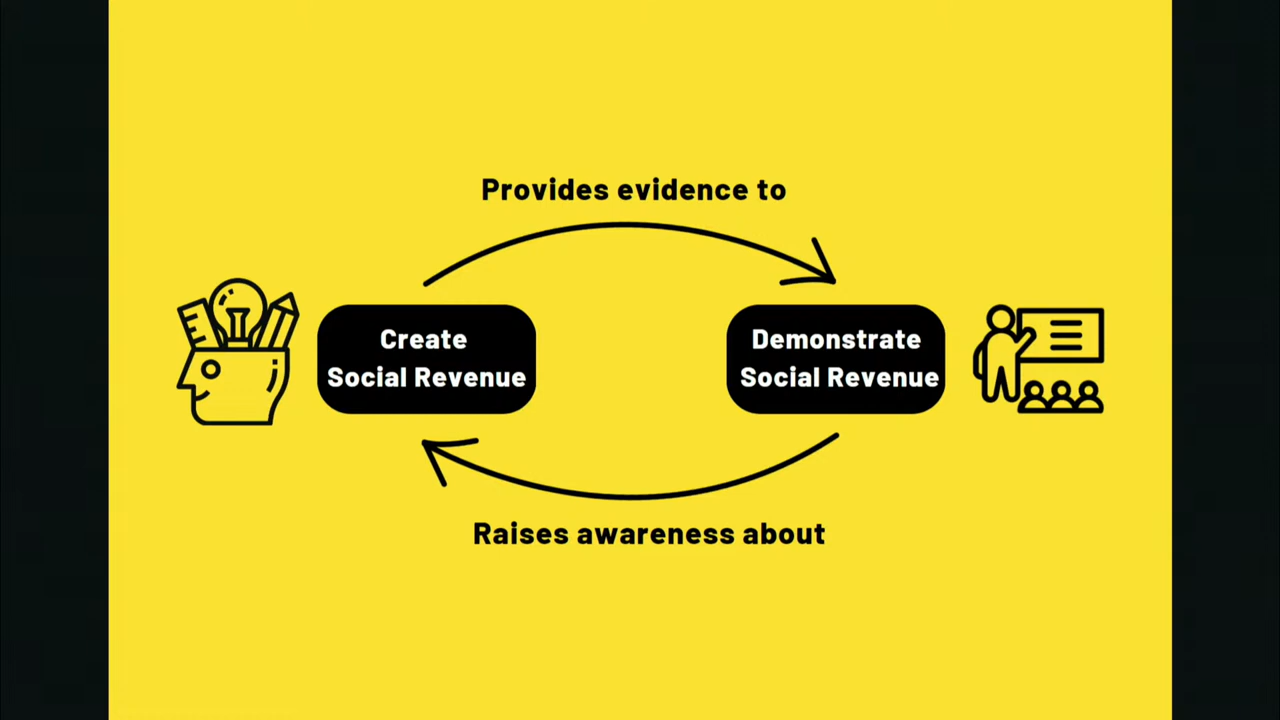 Provides evidence to
Create
Social Revenue
Demonstrate
Social Revenue
Raises awareness about